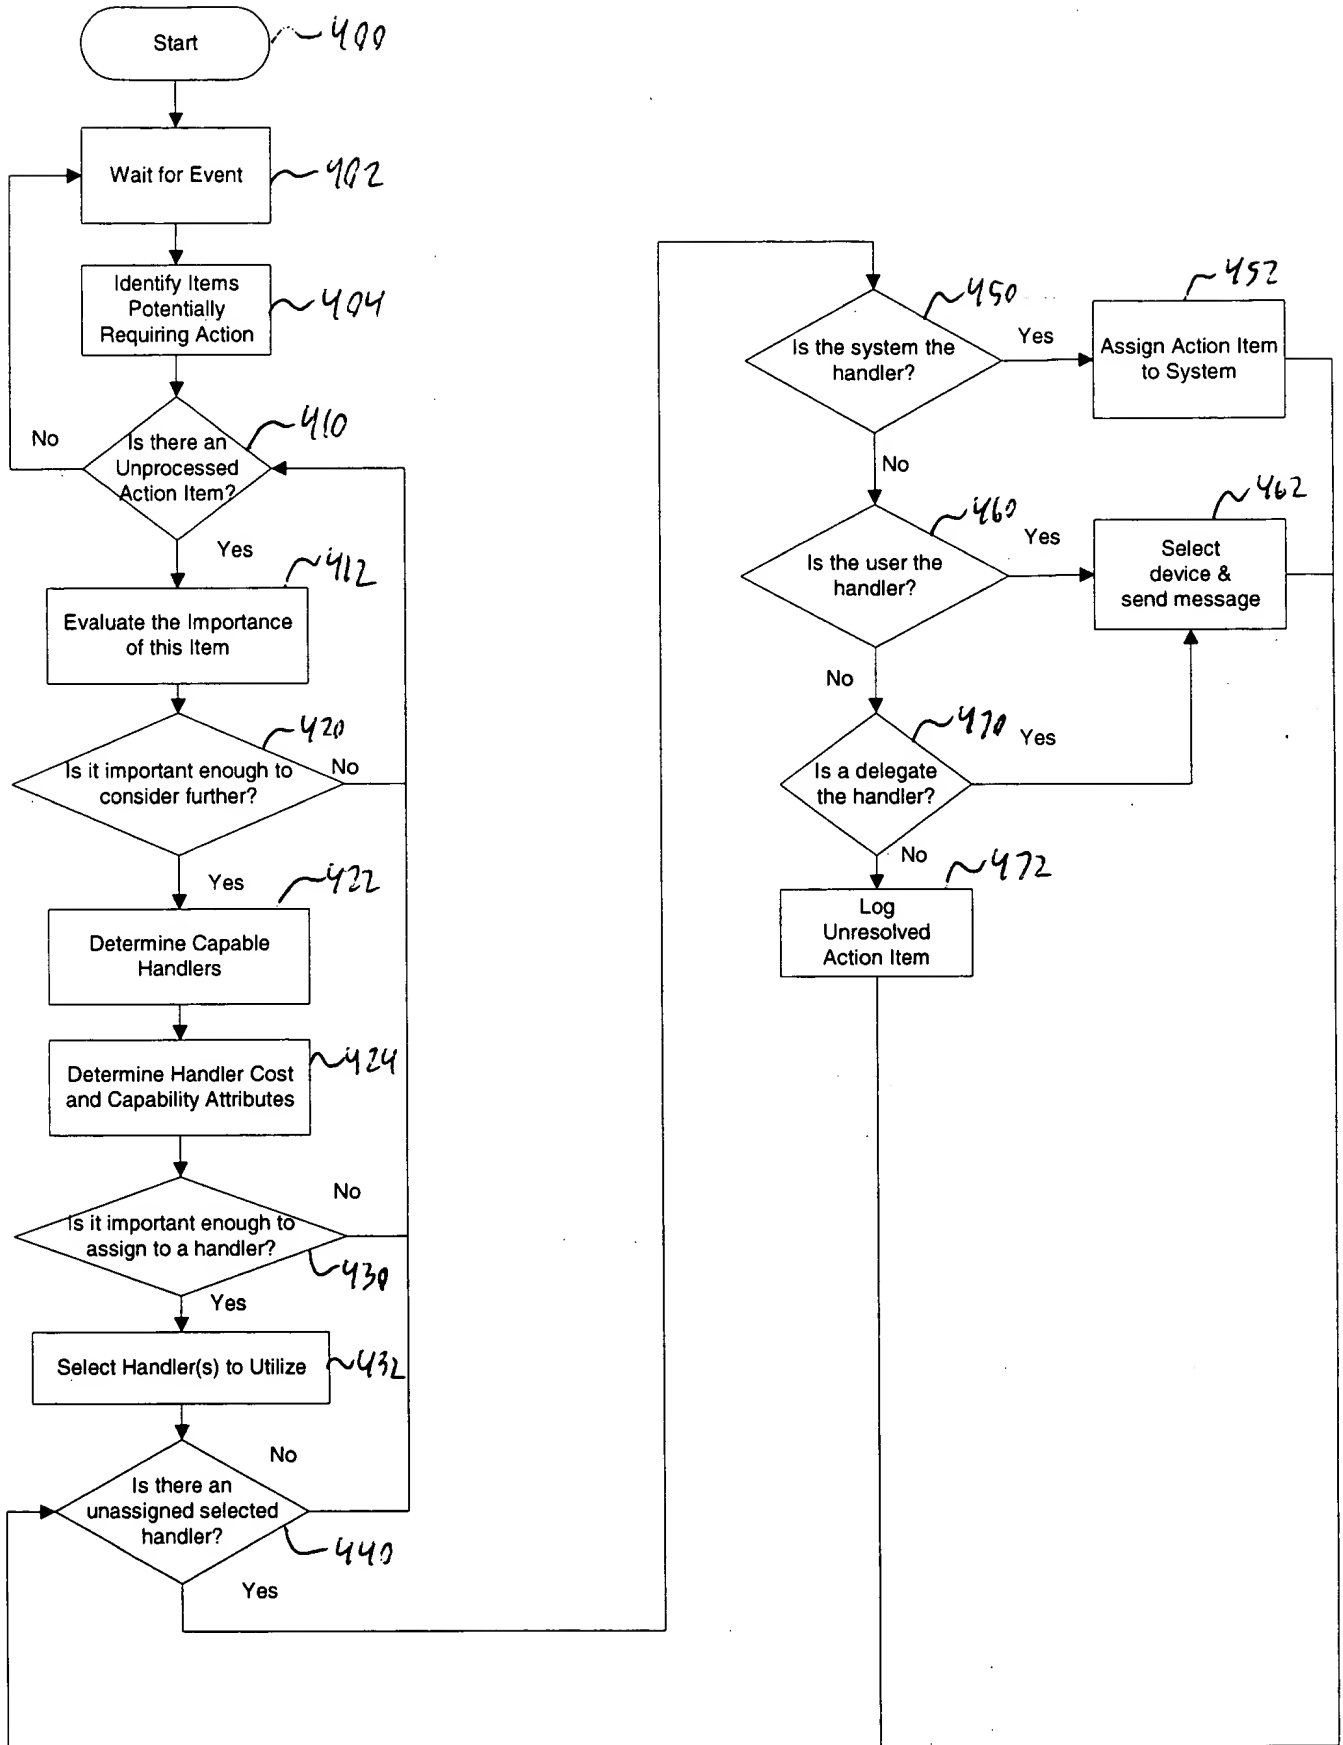 Start
400
Wait for Event
402
Identify Items
Potentially
Requiring Action
404
Is there an
Unprocessed
Action Item?
410
No
Yes
Evaluate the Importance
of this Item
412
Is it important enough to
consider further?
420
No
Yes
Determine Capable
Handlers
422
Determine Handler Cost
and Capability Attributes
424
Is it important enough to
assign to a handler?
430
No
Yes
Select Handler(s) to Utilize
432
Is there an
unassigned selected
handler?
440
No
Yes
Is the system the
handler?
450
Yes
No
Assign Action Item
to System
452
Is the user the
handler?
460
Yes
No
Select
device &
send message
462
Is a delegate
the handler?
470
Yes
No
Log
Unresolved
Action Item
472